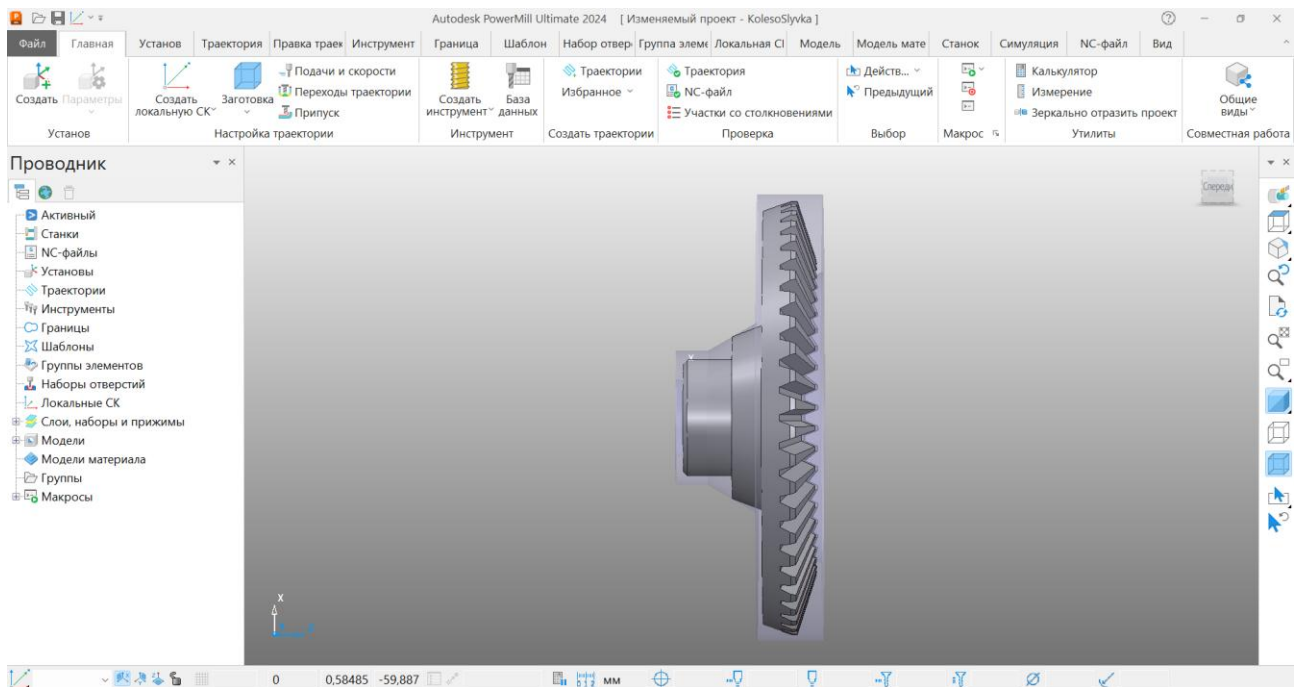 Autodesk PowerMill Ultimate 2024 [ Изменяемый проект - KolesoSlyvka ]
Файл Главная Установ Траектория Правка траек Инструмент Граница Шаблон Набор отвер Группа элеме Локальная СІ Модель Модель мате Станок Симуляция NC-файл Вид
Создать
Параметры
Установ
Создать
локальную СК
Заготовка
Подачи и скорости
Переходы траектории
Припуск
Настройка траектории
Создать
инструмент
База
данных
Инструмент
Траектории
Избранное
Создать траектории
Траектория
NC-файл
Участки со столкновениями
Проверка
Действ...
Предыдущий
Выбор
Макрос
Калькулятор
Измерение
Зеркально отразить проект
Утилиты
Общие
виды
Совместная работа
Проводник
Активный
Станки
NC-файлы
Установы
Траектории
Инструменты
Границы
Шаблоны
Группы элементов
Наборы отверстий
Локальные СК
Слои, наборы и прижимы
Модели
Модели материала
Группы
Макросы
Спереди
X
0 0,58485 -59,887 мм